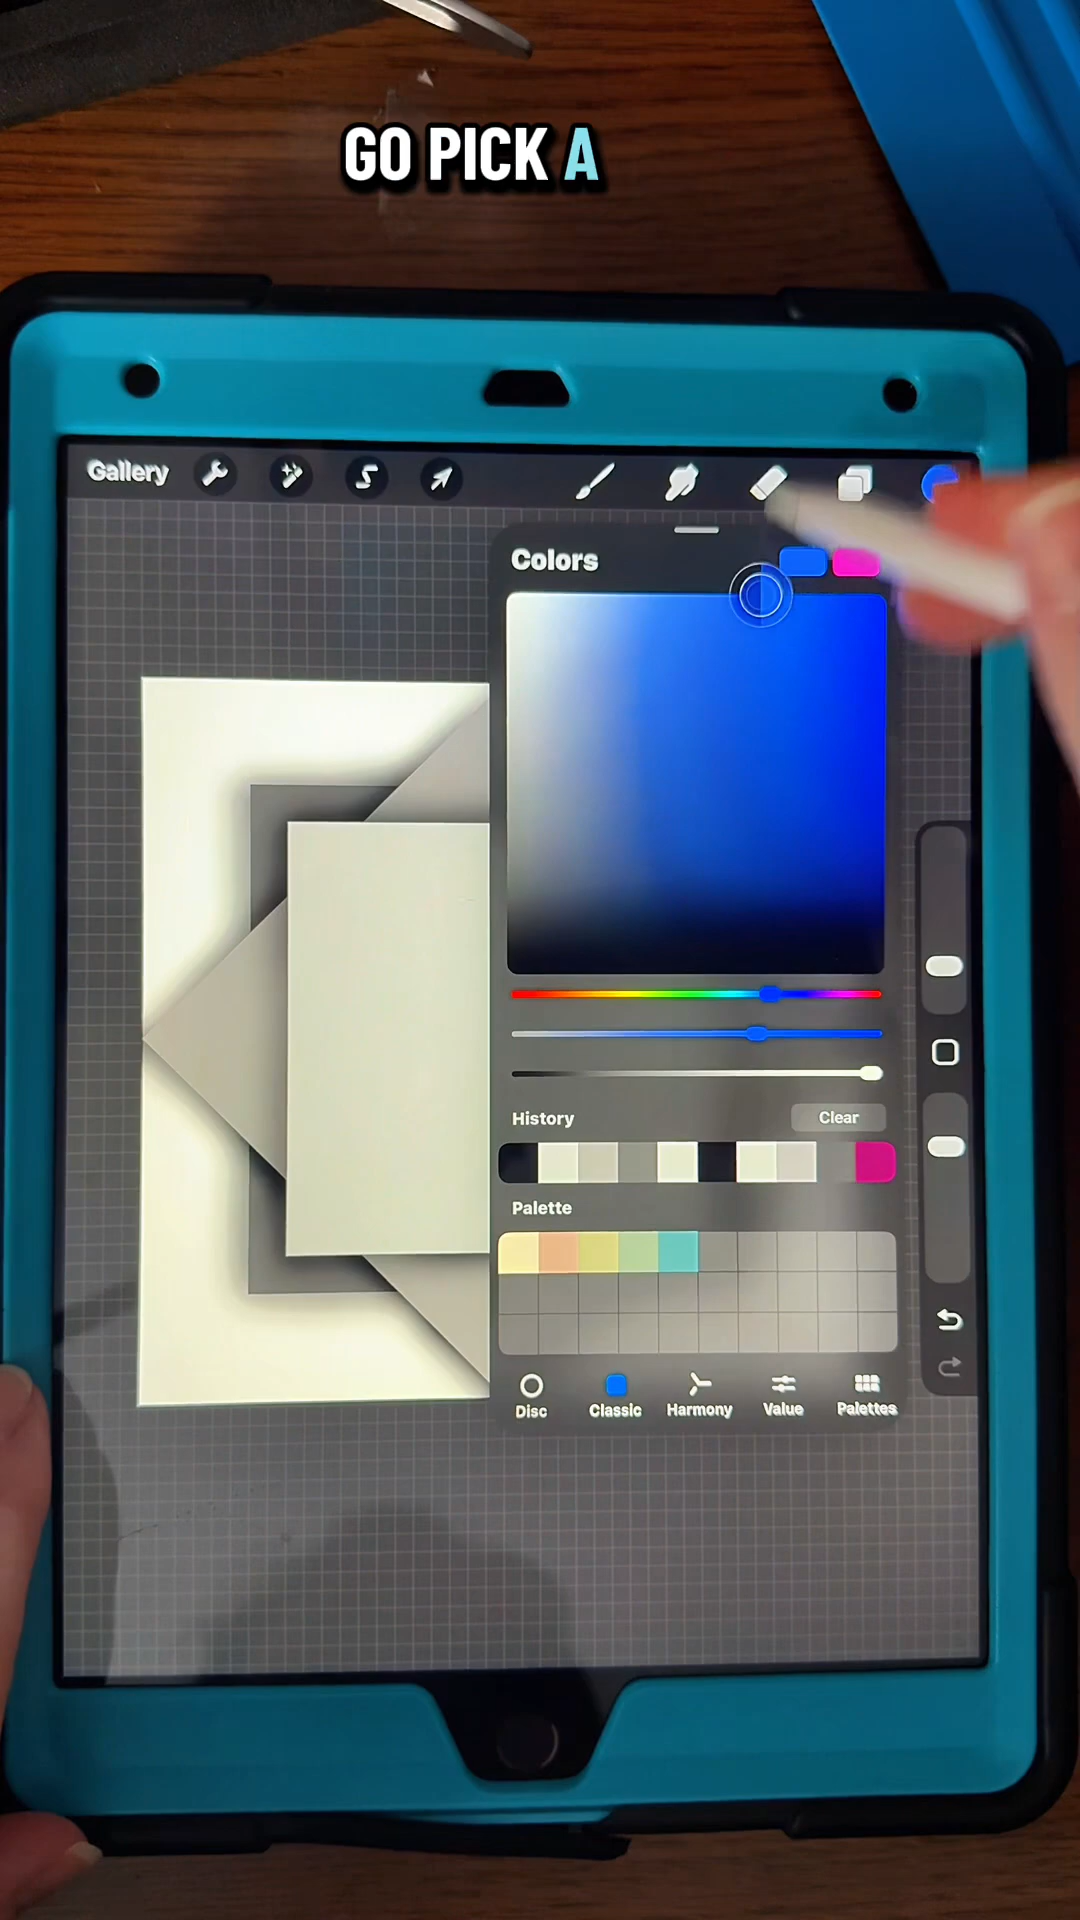 GO PICK A
Gallery
Colors
History
Clear
Palette
Disc
Classic
Harmony
Value
Palettes